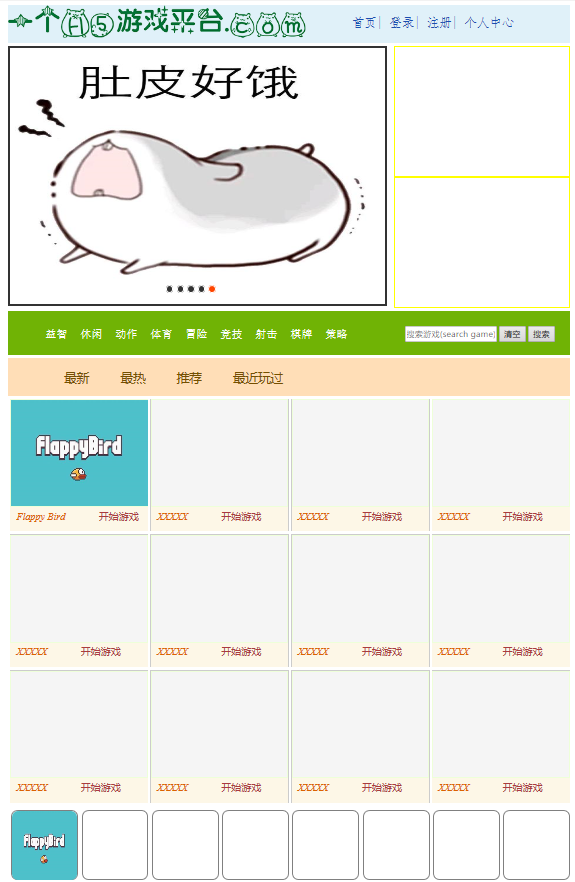 一个H5游戏平台.com
首页| 登录| 注册| 个人中心
肚皮好饿
益智 休闲 动作 体育 冒险 竞技 射击 棋牌 策略 搜索游戏(search game) 清空 搜索
最新 最热 推荐 最近玩过
FlappyBird
Flappy Bird 开始游戏 XXXXX 开始游戏 XXXXX 开始游戏 XXXXX 开始游戏
XXXXX 开始游戏 XXXXX 开始游戏 XXXXX 开始游戏 XXXXX 开始游戏
XXXXX 开始游戏 XXXXX 开始游戏 XXXXX 开始游戏 XXXXX 开始游戏
FlappyBird